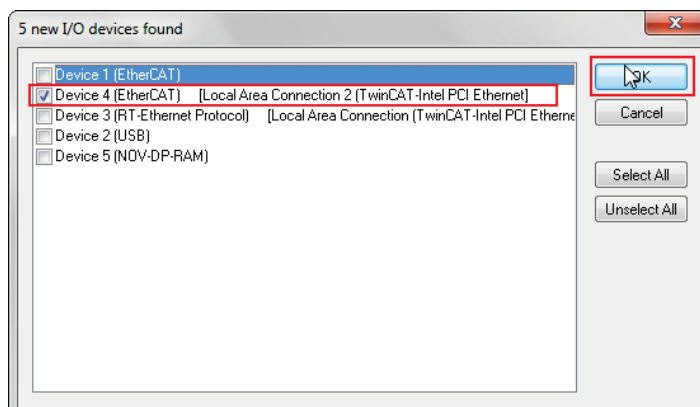 5 new I/O devices found
Device 1 (EtherCAT)
Device 4 (EtherCAT) [Local Area Connection 2 (TwinCAT-Intel PCI Ethernet]
Device 3 (RT-Ethernet Protocol) [Local Area Connection (TwinCAT-Intel PCI Etherne
Device 2 (USB)
Device 5 (NOV-DP-RAM)
OK
Cancel
Select All
Unselect All